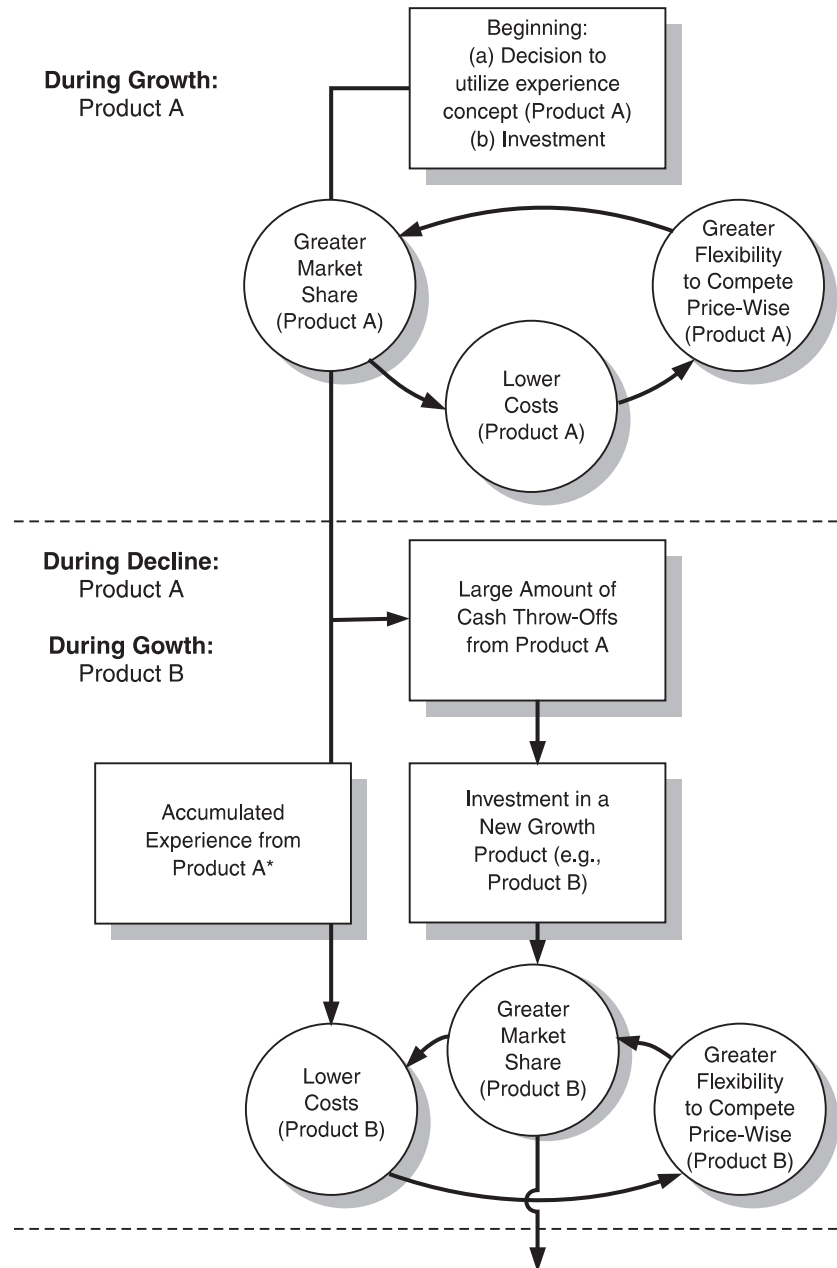 During Growth:
Product A
Beginning:
(a) Decision to
utilize experience
concept (Product A)
(b) Investment
Greater
Market
Share
(Product A)
Greater
Flexibility
to Compete
Price-Wise
(Product A)
Lower
Costs
(Product A)
During Decline:
Product A
During Gowth:
Product B
Large Amount of
Cash Throw-Offs
from Product A
Accumulated
Experience from
Product A*
Investment in a
New Growth
Product (e.g.,
Product B)
Lower
Costs
(Product B)
Greater
Market
Share
(Product B)
Greater
Flexibility
to Compete
Price-Wise
(Product B)